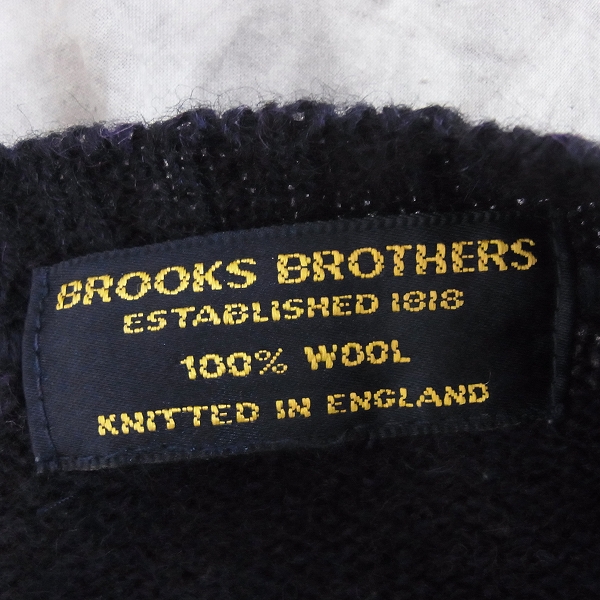 BROOKS BROTHERS
ESTABLISHED 1818
100% WOOL
KNITTED IN ENGLAND